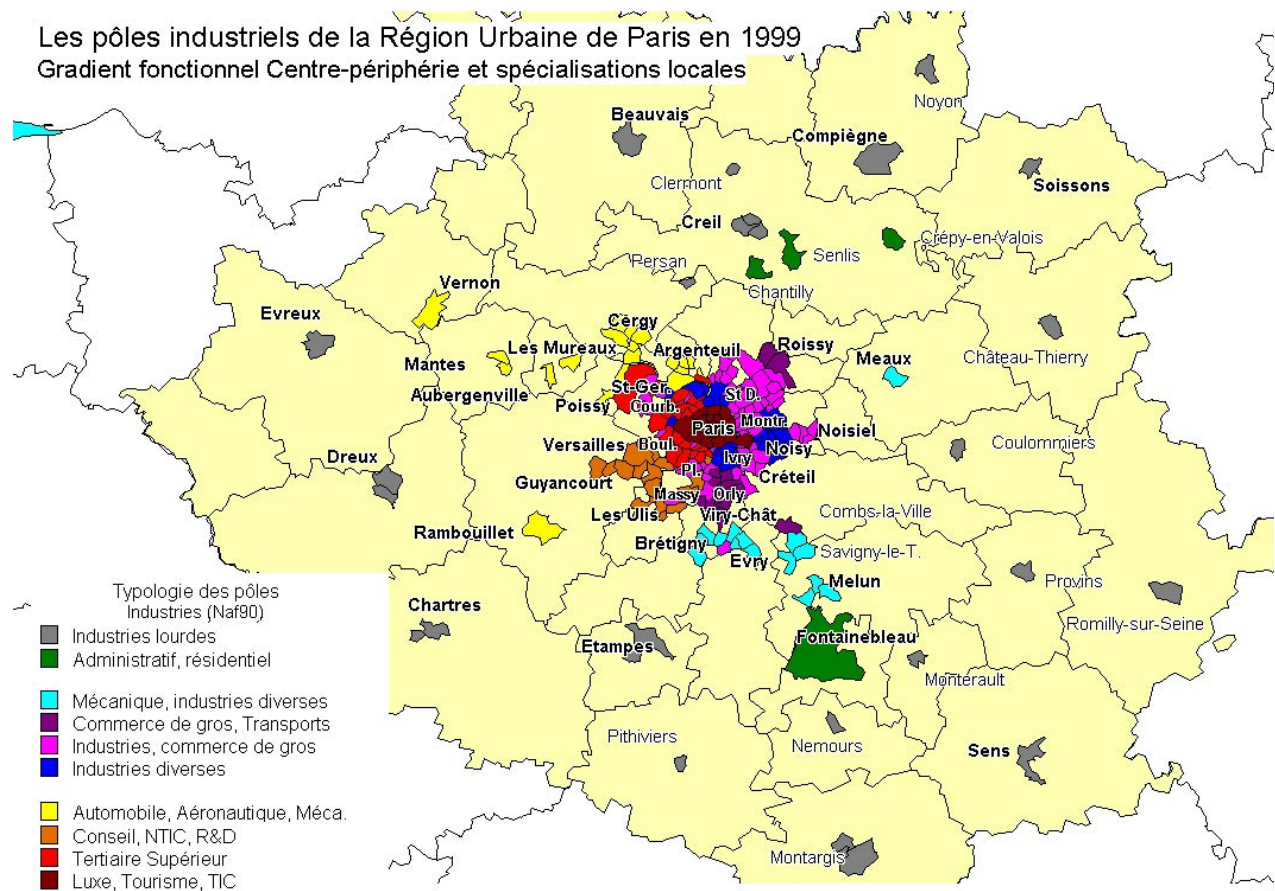 Les pôles industriels de la Région Urbaine de Paris en 1999
Gradient fonctionnel Centre-périphérie et spécialisations locales
Noyon
Beauvais
Compiègne
Clermont
Soissons
Creil
Crépy-en-Valois
Senlis
Persan
Chantilly
Vernon
Evreux
Cergy
Roissy
Les Mureaux
Argenteuil
Meaux
Château-Thierry
Mantes
St-Ger.
St D.
Aubergenville
Poissy
Courb.
Montr.
Paris
Noisiel
Versailles
Boul.
Noisy
Coulommiers
Dreux
Ivry
Pl.
Créteil
Guyancourt
Massy
Orly
Les Ulis
Viry-Chât
Combs-la-Ville
Rambouillet
Brétigny
Savigny-le-T.
Evry
Melun
Provins
Typologie des pôles
Industries (Naf90)
Chartres
Romilly-sur-Seine
Industries lourdes
Fontainebleau
Etampes
Administratif, résidentiel
Montérault
Mécanique, industries diverses
Commerce de gros, Transports
Pithiviers
Nemours
Sens
Industries, commerce de gros
Industries diverses
Automobile, Aéronautique, Méca.
Conseil, NTIC, R&D
Tertiaire Supérieur
Montargis
Luxe, Tourisme, TIC